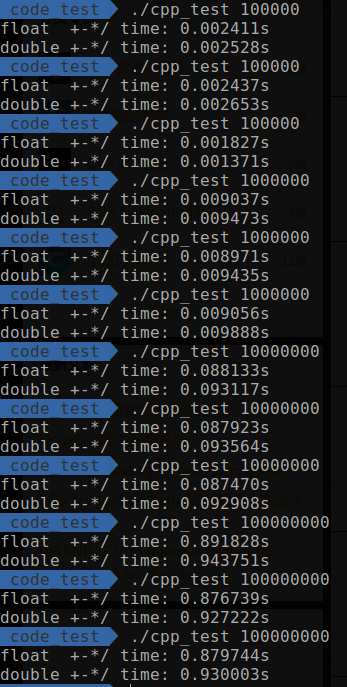 code test ./cpp_test 100000
float  +-*/ time: 0.002411s
double +-*/ time: 0.002528s
code test ./cpp_test 100000
float  +-*/ time: 0.002437s
double +-*/ time: 0.002653s
code test ./cpp_test 100000
float  +-*/ time: 0.001827s
double +-*/ time: 0.001371s
code test ./cpp_test 1000000
float  +-*/ time: 0.009037s
double +-*/ time: 0.009473s
code test ./cpp_test 1000000
float  +-*/ time: 0.008971s
double +-*/ time: 0.009435s
code test ./cpp_test 1000000
float  +-*/ time: 0.009056s
double +-*/ time: 0.009888s
code test ./cpp_test 10000000
float  +-*/ time: 0.088133s
double +-*/ time: 0.093117s
code test ./cpp_test 10000000
float  +-*/ time: 0.087923s
double +-*/ time: 0.093564s
code test ./cpp_test 10000000
float  +-*/ time: 0.087470s
double +-*/ time: 0.092908s
code test ./cpp_test 100000000
float  +-*/ time: 0.891828s
double +-*/ time: 0.943751s
code test ./cpp_test 100000000
float  +-*/ time: 0.876739s
double +-*/ time: 0.927222s
code test ./cpp_test 100000000
float  +-*/ time: 0.879744s
double +-*/ time: 0.930003s